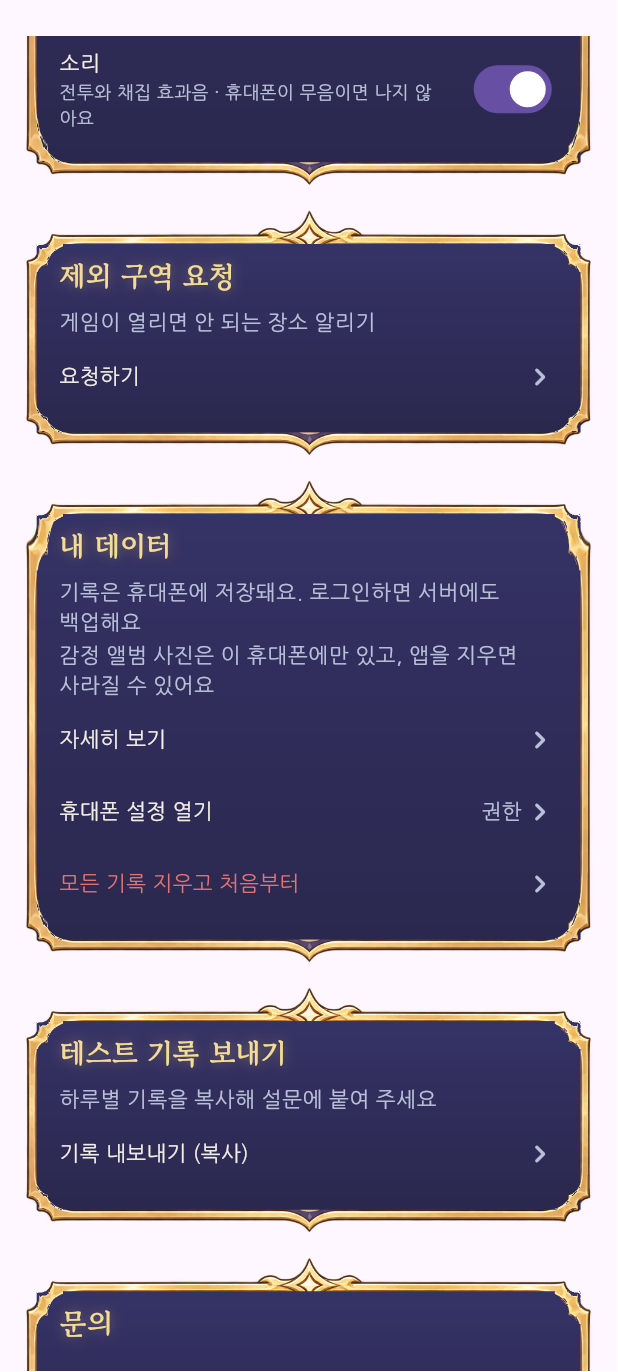 소리
전투와 채집 효과음 · 휴대폰이 무음이면 나지 않
아요
제외 구역 요청
게임이 열리면 안 되는 장소 알리기
요청하기
내 데이터
기록은 휴대폰에 저장돼요. 로그인하면 서버에도
백업해요
감정 앨범 사진은 이 휴대폰에만 있고, 앱을 지우면
사라질 수 있어요
자세히 보기
휴대폰 설정 열기 권한
모든 기록 지우고 처음부터
테스트 기록 보내기
하루별 기록을 복사해 설문에 붙여 주세요
기록 내보내기 (복사)
문의